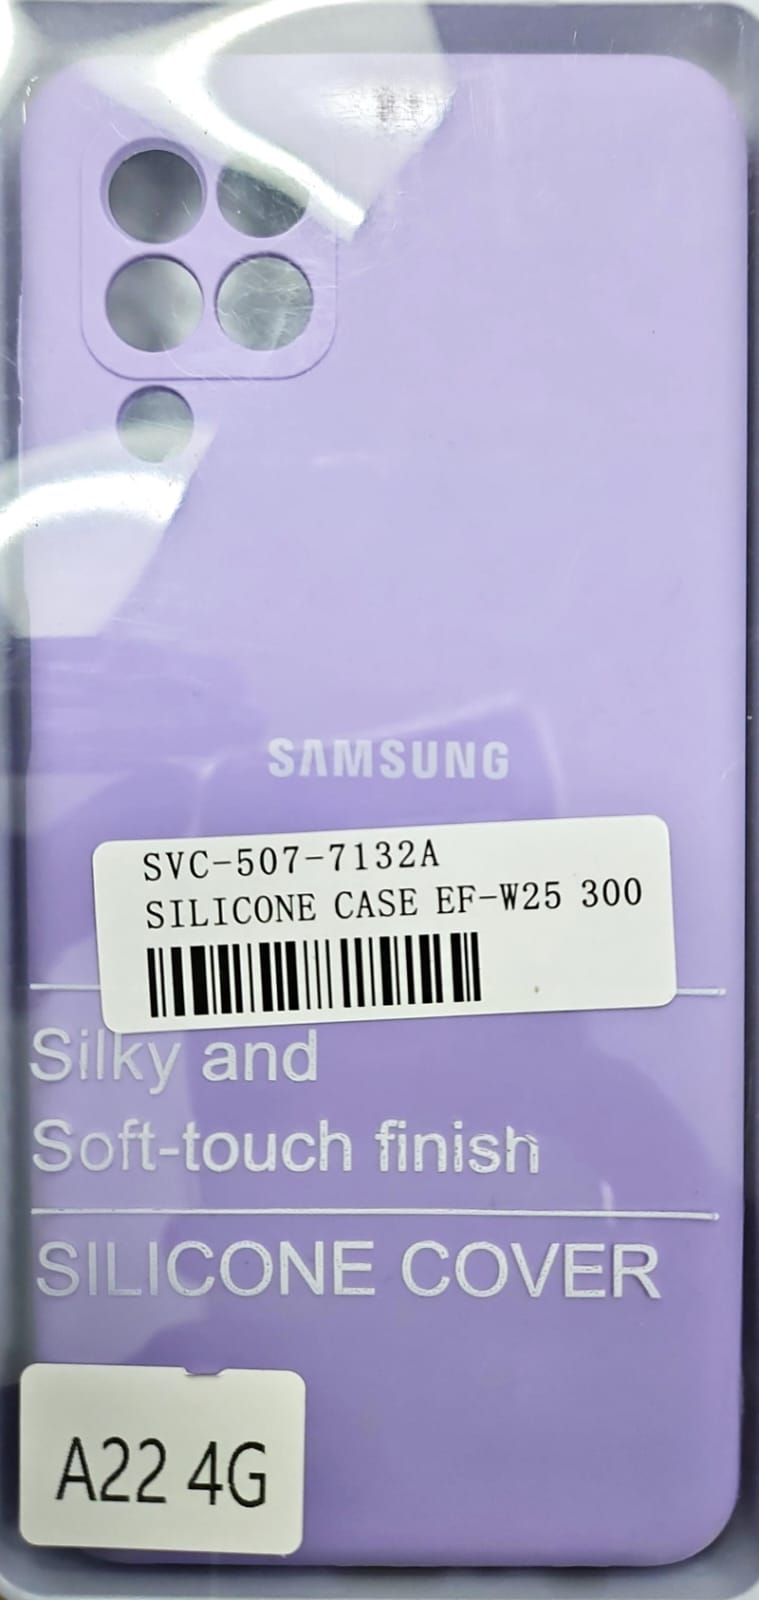 SAMSUNG
SVC-507-7132A
SILICONE CASE EF-W25 300
Silky and
Soft-touch finish
SILICONE COVER
A22 4G